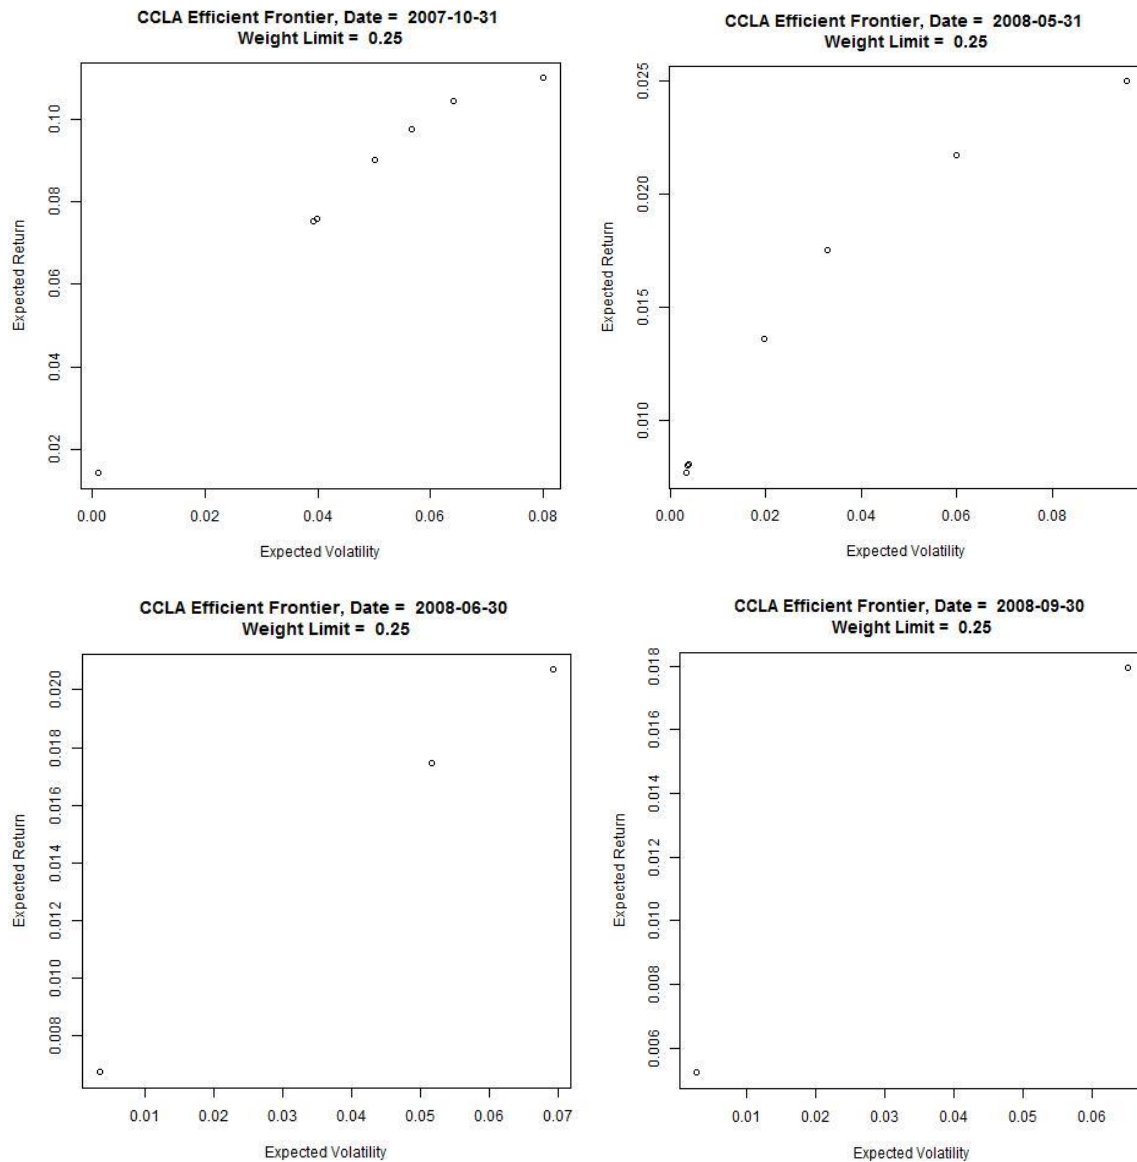 CCLA Efficient Frontier, Date =  2007-10-31
Weight Limit =  0.25
Expected Return
0.10
0.08
0.06
0.04
0.02
0.00 0.02 0.04 0.06 0.08
Expected Volatility
CCLA Efficient Frontier, Date =  2008-05-31
Weight Limit =  0.25
Expected Return
0.025
0.020
0.015
0.010
0.00 0.02 0.04 0.06 0.08
Expected Volatility
CCLA Efficient Frontier, Date =  2008-06-30
Weight Limit =  0.25
Expected Return
0.020
0.018
0.016
0.014
0.012
0.010
0.008
0.01 0.02 0.03 0.04 0.05 0.06 0.07
Expected Volatility
CCLA Efficient Frontier, Date =  2008-09-30
Weight Limit =  0.25
Expected Return
0.018
0.016
0.014
0.012
0.010
0.008
0.006
0.01 0.02 0.03 0.04 0.05 0.06
Expected Volatility